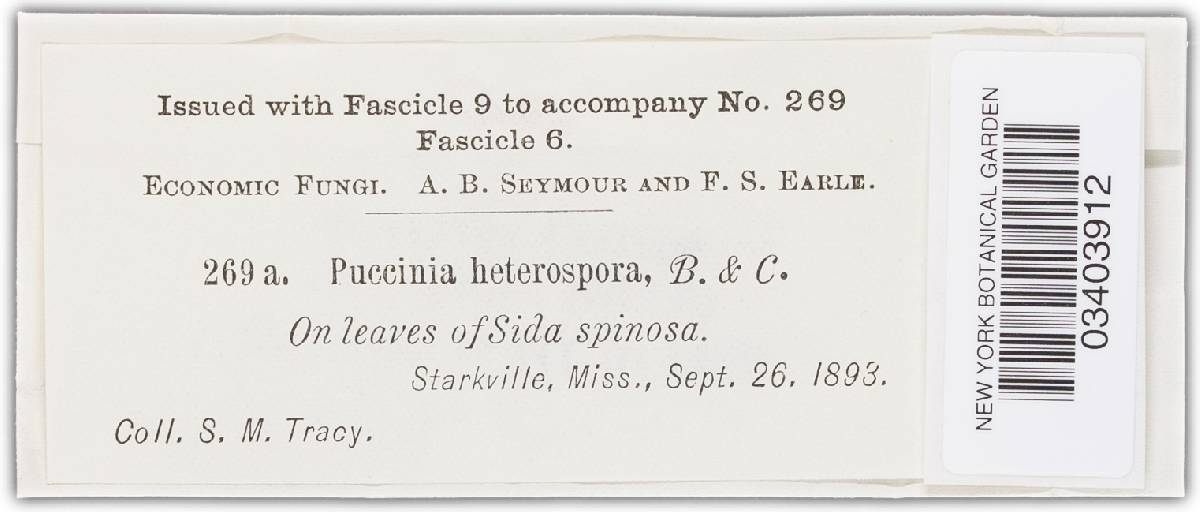 Issued with Fascicle 9 to accompany No. 269
Fascicle 6.
ECONOMIC FUNGI. A. B. SEYMOUR AND F. S. EARLE.
269 a. Puccinia heterospora, B. & C.
On leaves of Sida spinosa.
Starkville, Miss., Sept. 26, 1893.
Coll. S. M. Tracy.
NEW YORK BOTANICAL GARDEN
03403912